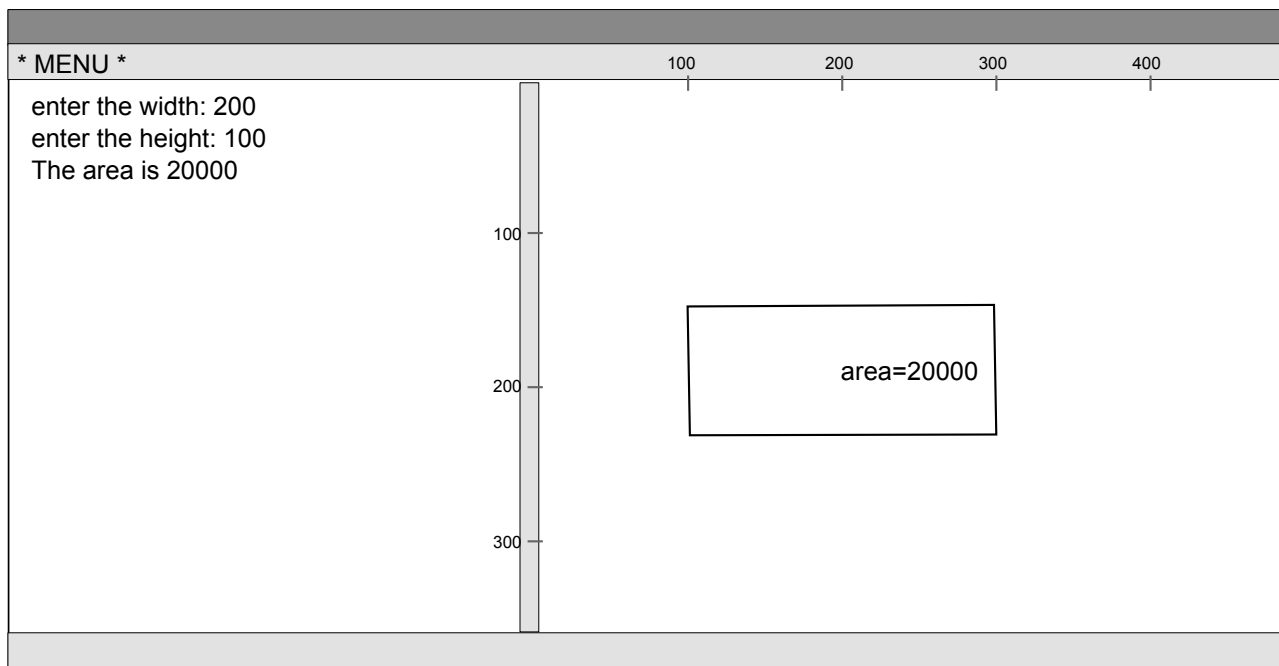 * MENU *
100 200 300 400
enter the width: 200
enter the height: 100
The area is 20000
100
area=20000
200
300